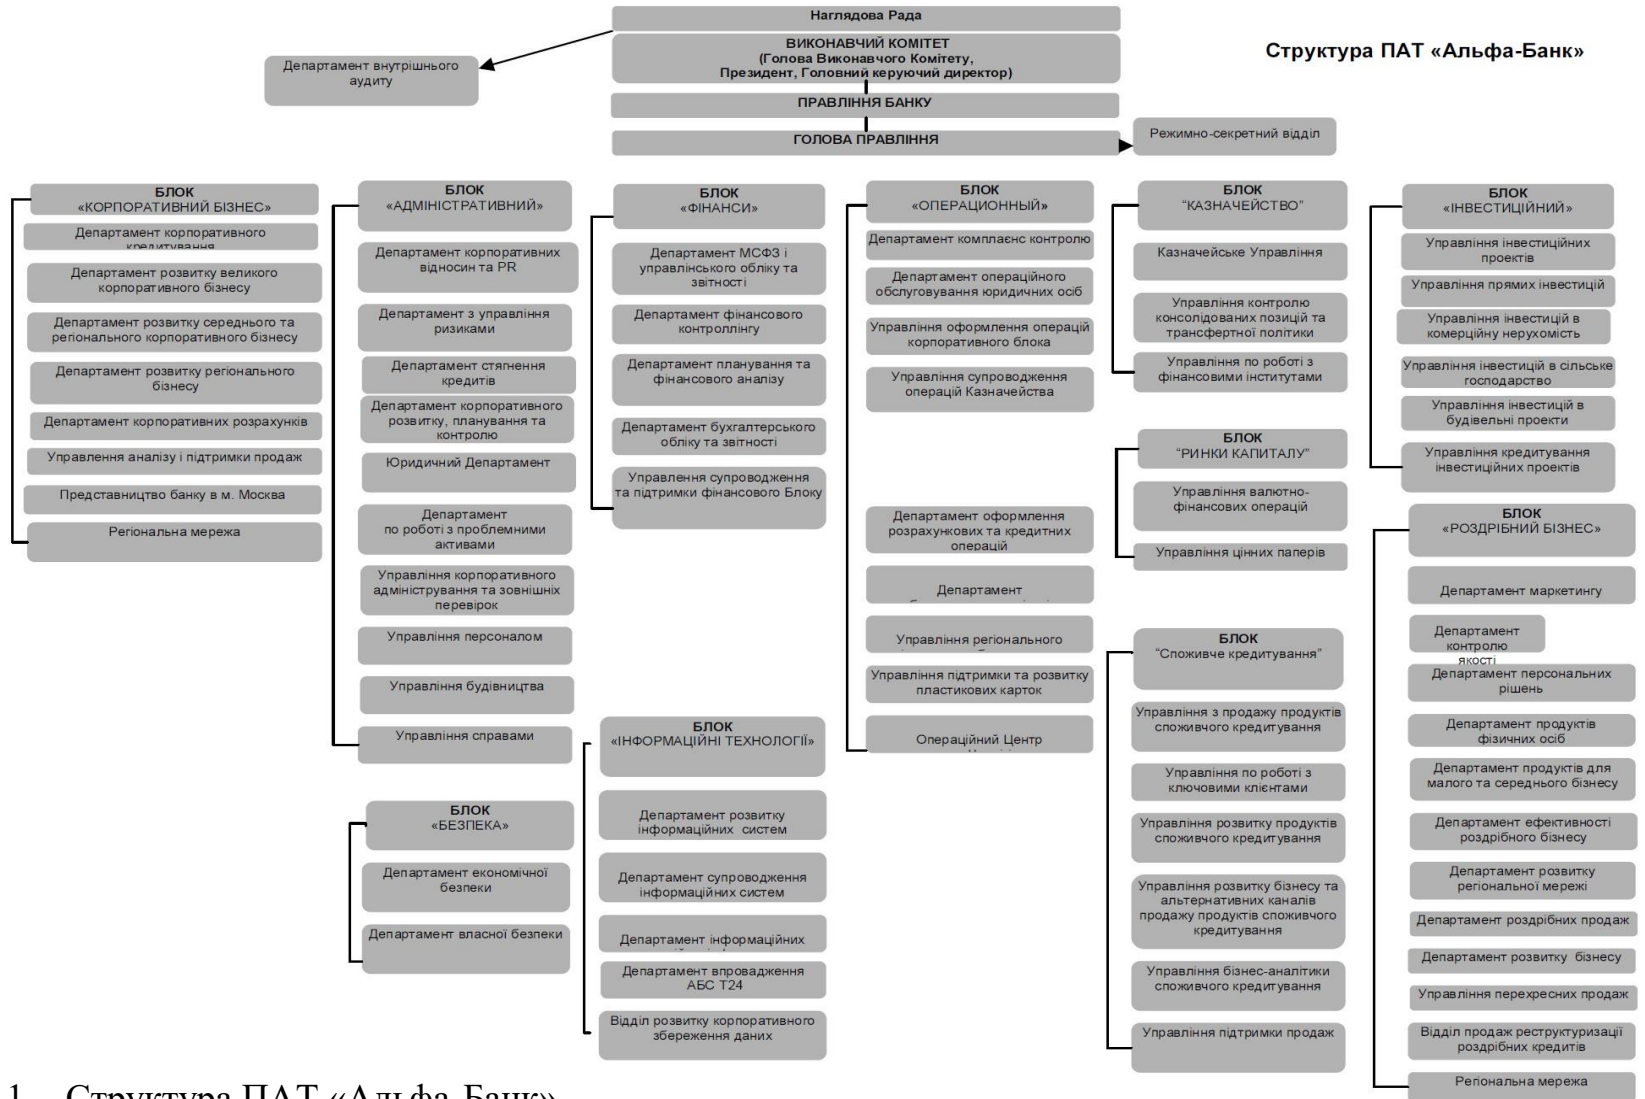 Наглядова Рада
ВИКОНАВЧИЙ КОМІТЕТ
(Голова Виконавчого Комітету,
Президент, Головний керуючий директор)
Структура ПАТ «Альфа-Банк»
Департамент внутрішнього
аудиту
ПРАВЛІННЯ БАНКУ
ГОЛОВА ПРАВЛІННЯ
Режимно-секретний відділ
БЛОК
«КОРПОРАТИВНИЙ БІЗНЕС»
Департамент корпоративного
кредитування
Департамент розвитку великого
корпоративного бізнесу
Департамент розвитку середнього та
регіонального корпоративного бізнесу
Департамент розвитку регіонального
бізнесу
Департамент корпоративних розрахунків
Управлення аналізу і підтримки продаж
Представництво банку в м. Москва
Регіональна мережа
БЛОК
«АДМІНІСТРАТИВНИЙ»
Департамент корпоративних
відносин та PR
Департамент з управління
ризиками
Департамент стягнення
кредитів
Департамент корпоративного
розвитку, планування та
контролю
Юридичний Департамент
Департамент
по роботі з проблемними
активами
Управління корпоративного
адміністрування та зовнішніх
перевірок
Управління персоналом
Управління будівництва
Управління справами
БЛОК
«БЕЗПЕКА»
Департамент економічної
безпеки
Департамент власної безпеки
БЛОК
«ФІНАНСИ»
Департамент МСФЗ і
управлінського обліку та
звітності
Департамент фінансового
контроллінгу
Департамент планування та
фінансового аналізу
Департамент бухгалтерського
обліку та звітності
Управлення супроводження
та підтримки фінансового Блоку
БЛОК
«ІНФОРМАЦІЙНІ ТЕХНОЛОГІЇ»
Департамент розвитку
інформаційних систем
Департамент супроводження
інформаційних систем
Департамент інформаційних
Департамент впровадження
АБС Т24
Відділ розвитку корпоративного
збереження даних
БЛОК
«ОПЕРАЦИОННЫЙ»
Департамент комплаєнс контролю
Департамент операційного
обслуговування юридичних осіб
Управління оформлення операцій
корпоративного блока
Управління супроводження
операцій Казначейства
Департамент оформлення
розрахункових та кредитних
операцій
Департамент
Управління регіонального
Управління підтримки та розвитку
пластикових карток
Операційний Центр
БЛОК
"КАЗНАЧЕЙСТВО"
Казначейське Управління
Управління контролю
консолідованих позицій та
трансфертної політики
Управління по роботі з
фінансовими інститутами
БЛОК
"РИНКИ КАПИТАЛУ"
Управління валютно-
фінансових операцій
Управління цінних паперів
БЛОК
"Споживче кредитування"
Управління з продажу продуктів
споживчого кредитування
Управління по роботі з
ключовими клієнтами
Управління розвитку продуктів
споживчого кредитування
Управління розвитку бізнесу та
альтернативних каналів
продажу продуктів споживчого
кредитування
Управління бізнес-аналітики
споживчого кредитування
Управління підтримки продаж
БЛОК
«ІНВЕСТИЦІЙНИЙ»
Управління інвестиційних
проектів
Управління прямих інвестицій
Управління інвестицій в
комерційну нерухомість
Управління інвестицій в сільське
господарство
Управління інвестицій в
будівельні проекти
Управління кредитування
інвестиційних проектів
БЛОК
«РОЗДРІБНИЙ БІЗНЕС»
Департамент маркетингу
Департамент
контролю
якості
Департамент персональних
рішень
Департамент продуктів
фізичних осіб
Департамент продуктів для
малого та середнього бізнесу
Департамент ефективності
роздрібного бізнесу
Департамент розвитку
регіональної мережі
Департамент роздрібних продаж
Департамент розвитку бізнесу
Управління перехресних продаж
Відділ продаж реструктуризації
роздрібних кредитів
Регіональна мережа
1. Структура ПАТ «Альфа-Банк»